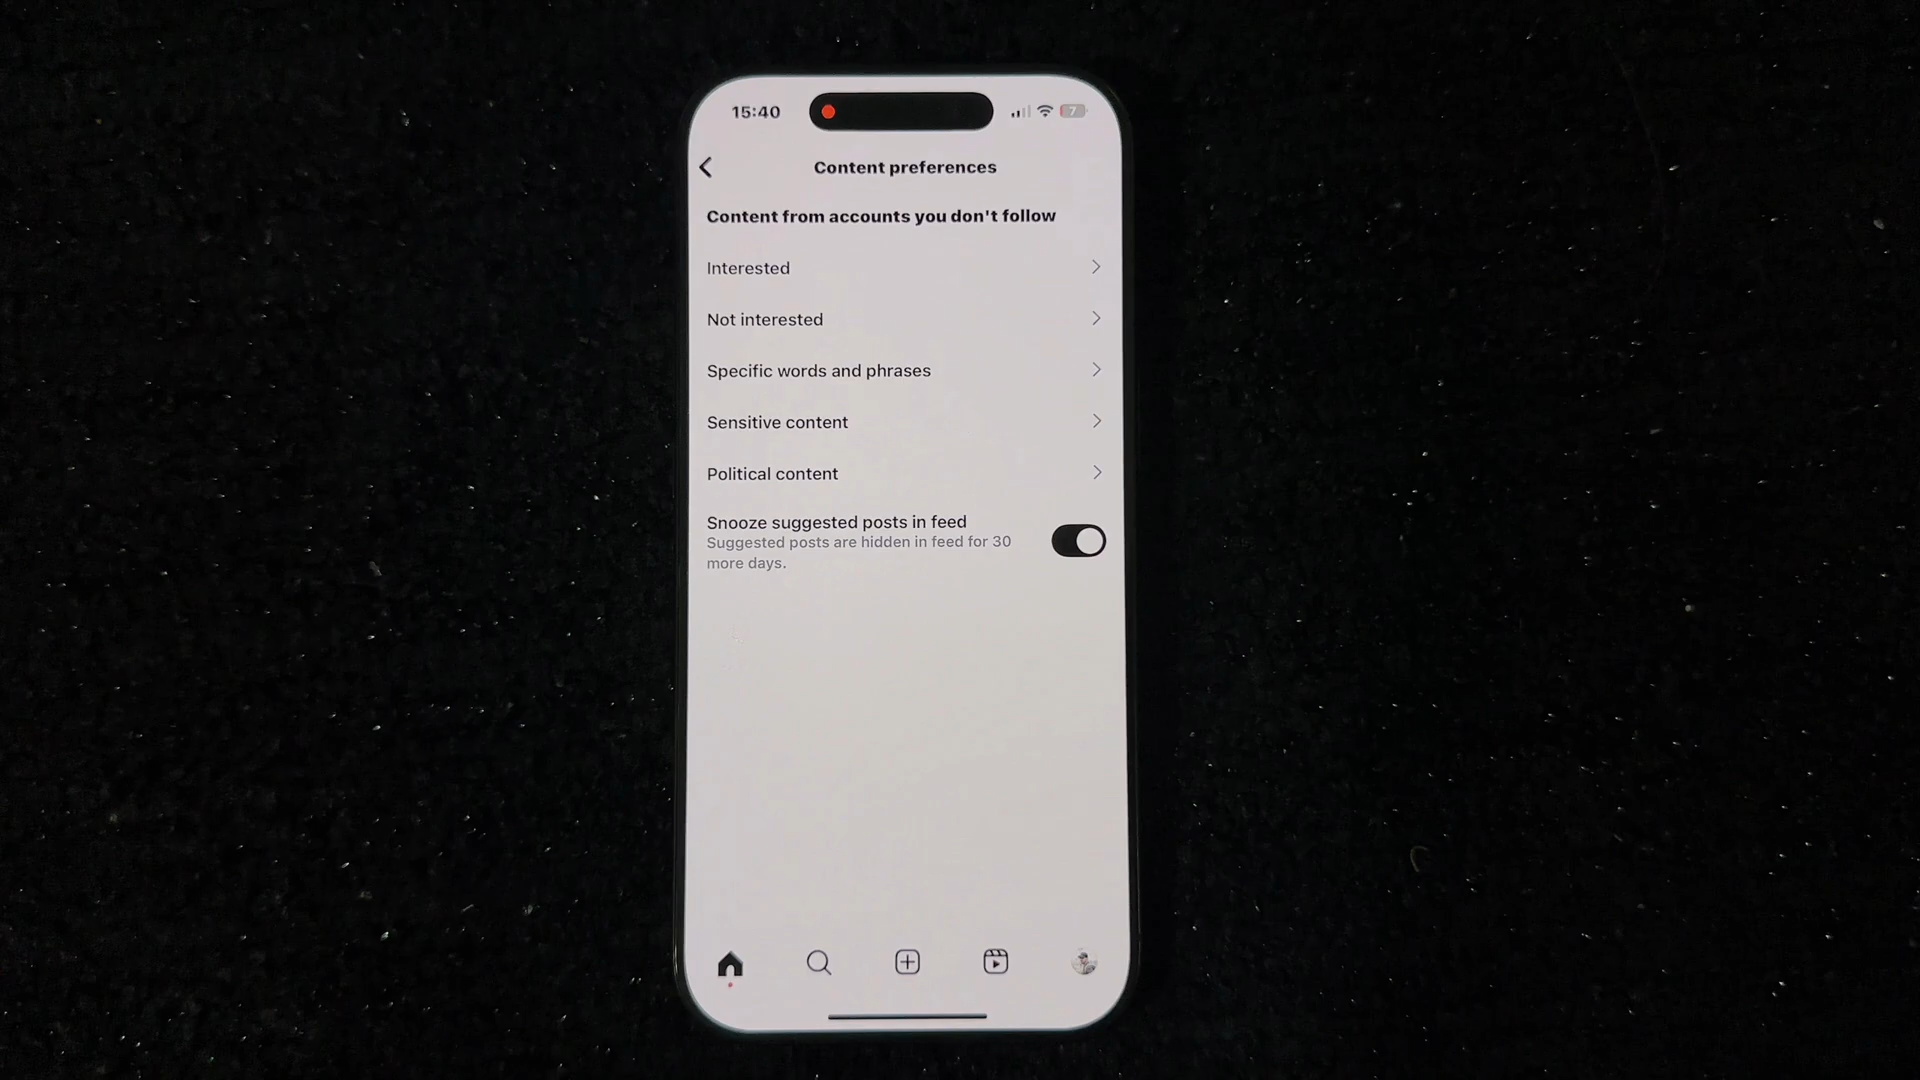 15:40
7
Content preferences
Content from accounts you don't follow
Interested
Not interested
Specific words and phrases
Sensitive content
Political content
Snooze suggested posts in feed
Suggested posts are hidden in feed for 30
more days.